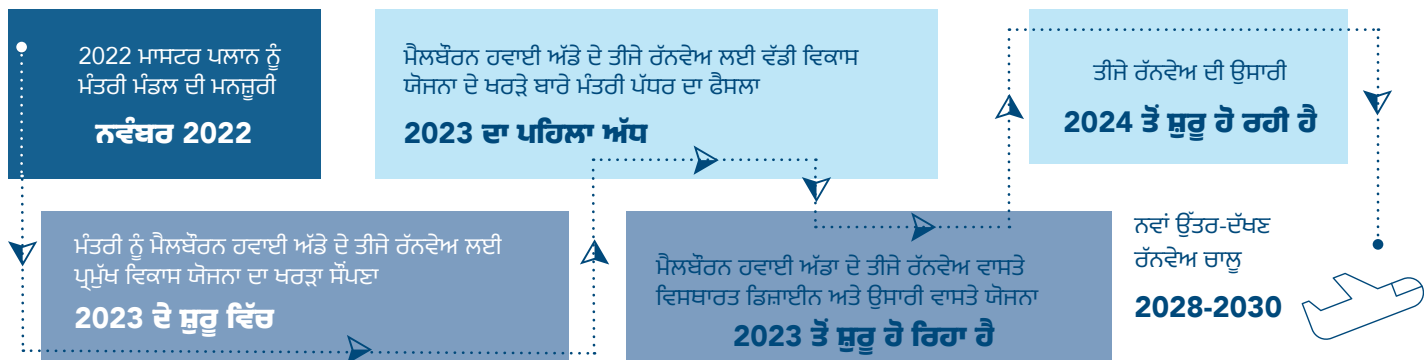 2022 ਮਾਸਟਰ ਪਲਾਨ ਨੂੰ
ਮੰਤਰੀ ਮੰਡਲ ਦੀ ਮਨਜ਼ੂਰੀ
ਨਵੰਬਰ 2022
ਮੰਤਰੀ ਨੂੰ ਮੈਲਬੌਰਨ ਹਵਾਈ ਅੱਡੇ ਦੇ ਤੀਜੇ ਰੱਨਵੇਅ ਲਈ
ਪ੍ਰਮੁੱਖ ਵਿਕਾਸ ਯੋਜਨਾ ਦਾ ਖਰੜਾ ਸੌਂਪਣਾ
2023 ਦੇ ਸ਼ੁਰੂ ਵਿੱਚ
ਮੈਲਬੌਰਨ ਹਵਾਈ ਅੱਡੇ ਦੇ ਤੀਜੇ ਰੱਨਵੇਅ ਲਈ ਵੱਡੀ ਵਿਕਾਸ
ਯੋਜਨਾ ਦੇ ਖਰੜੇ ਬਾਰੇ ਮੰਤਰੀ ਪੱਧਰ ਦਾ ਫੈਸਲਾ
2023 ਦਾ ਪਹਿਲਾ ਅੱਧ
ਮੈਲਬੌਰਨ ਹਵਾਈ ਅੱਡਾ ਦੇ ਤੀਜੇ ਰੱਨਵੇਅ ਵਾਸਤੇ
ਵਿਸਥਾਰਤ ਡਿਜ਼ਾਈਨ ਅਤੇ ਉਸਾਰੀ ਵਾਸਤੇ ਯੋਜਨਾ
2023 ਤੋਂ ਸ਼ੁਰੂ ਹੋ ਰਿਹਾ ਹੈ
ਤੀਜੇ ਰੱਨਵੇਅ ਦੀ ਉਸਾਰੀ
2024 ਤੋਂ ਸ਼ੁਰੂ ਹੋ ਰਹੀ ਹੈ
ਨਵਾਂ ਉੱਤਰ-ਦੱਖਣ
ਰੱਨਵੇਅ ਚਾਲੂ
2028-2030